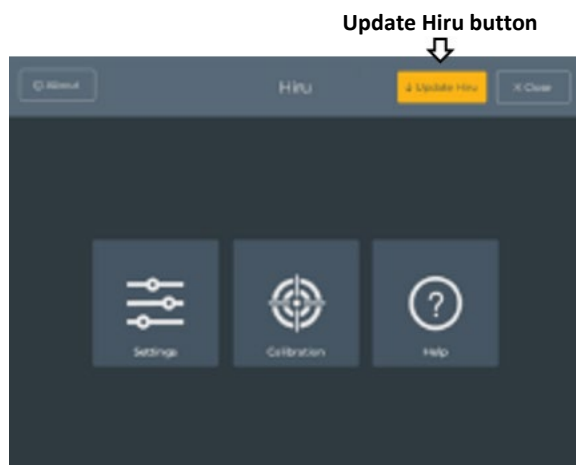 Update Hiru button
About
Hiru
Update Hiru
X Close
Settings
Calibration
Help